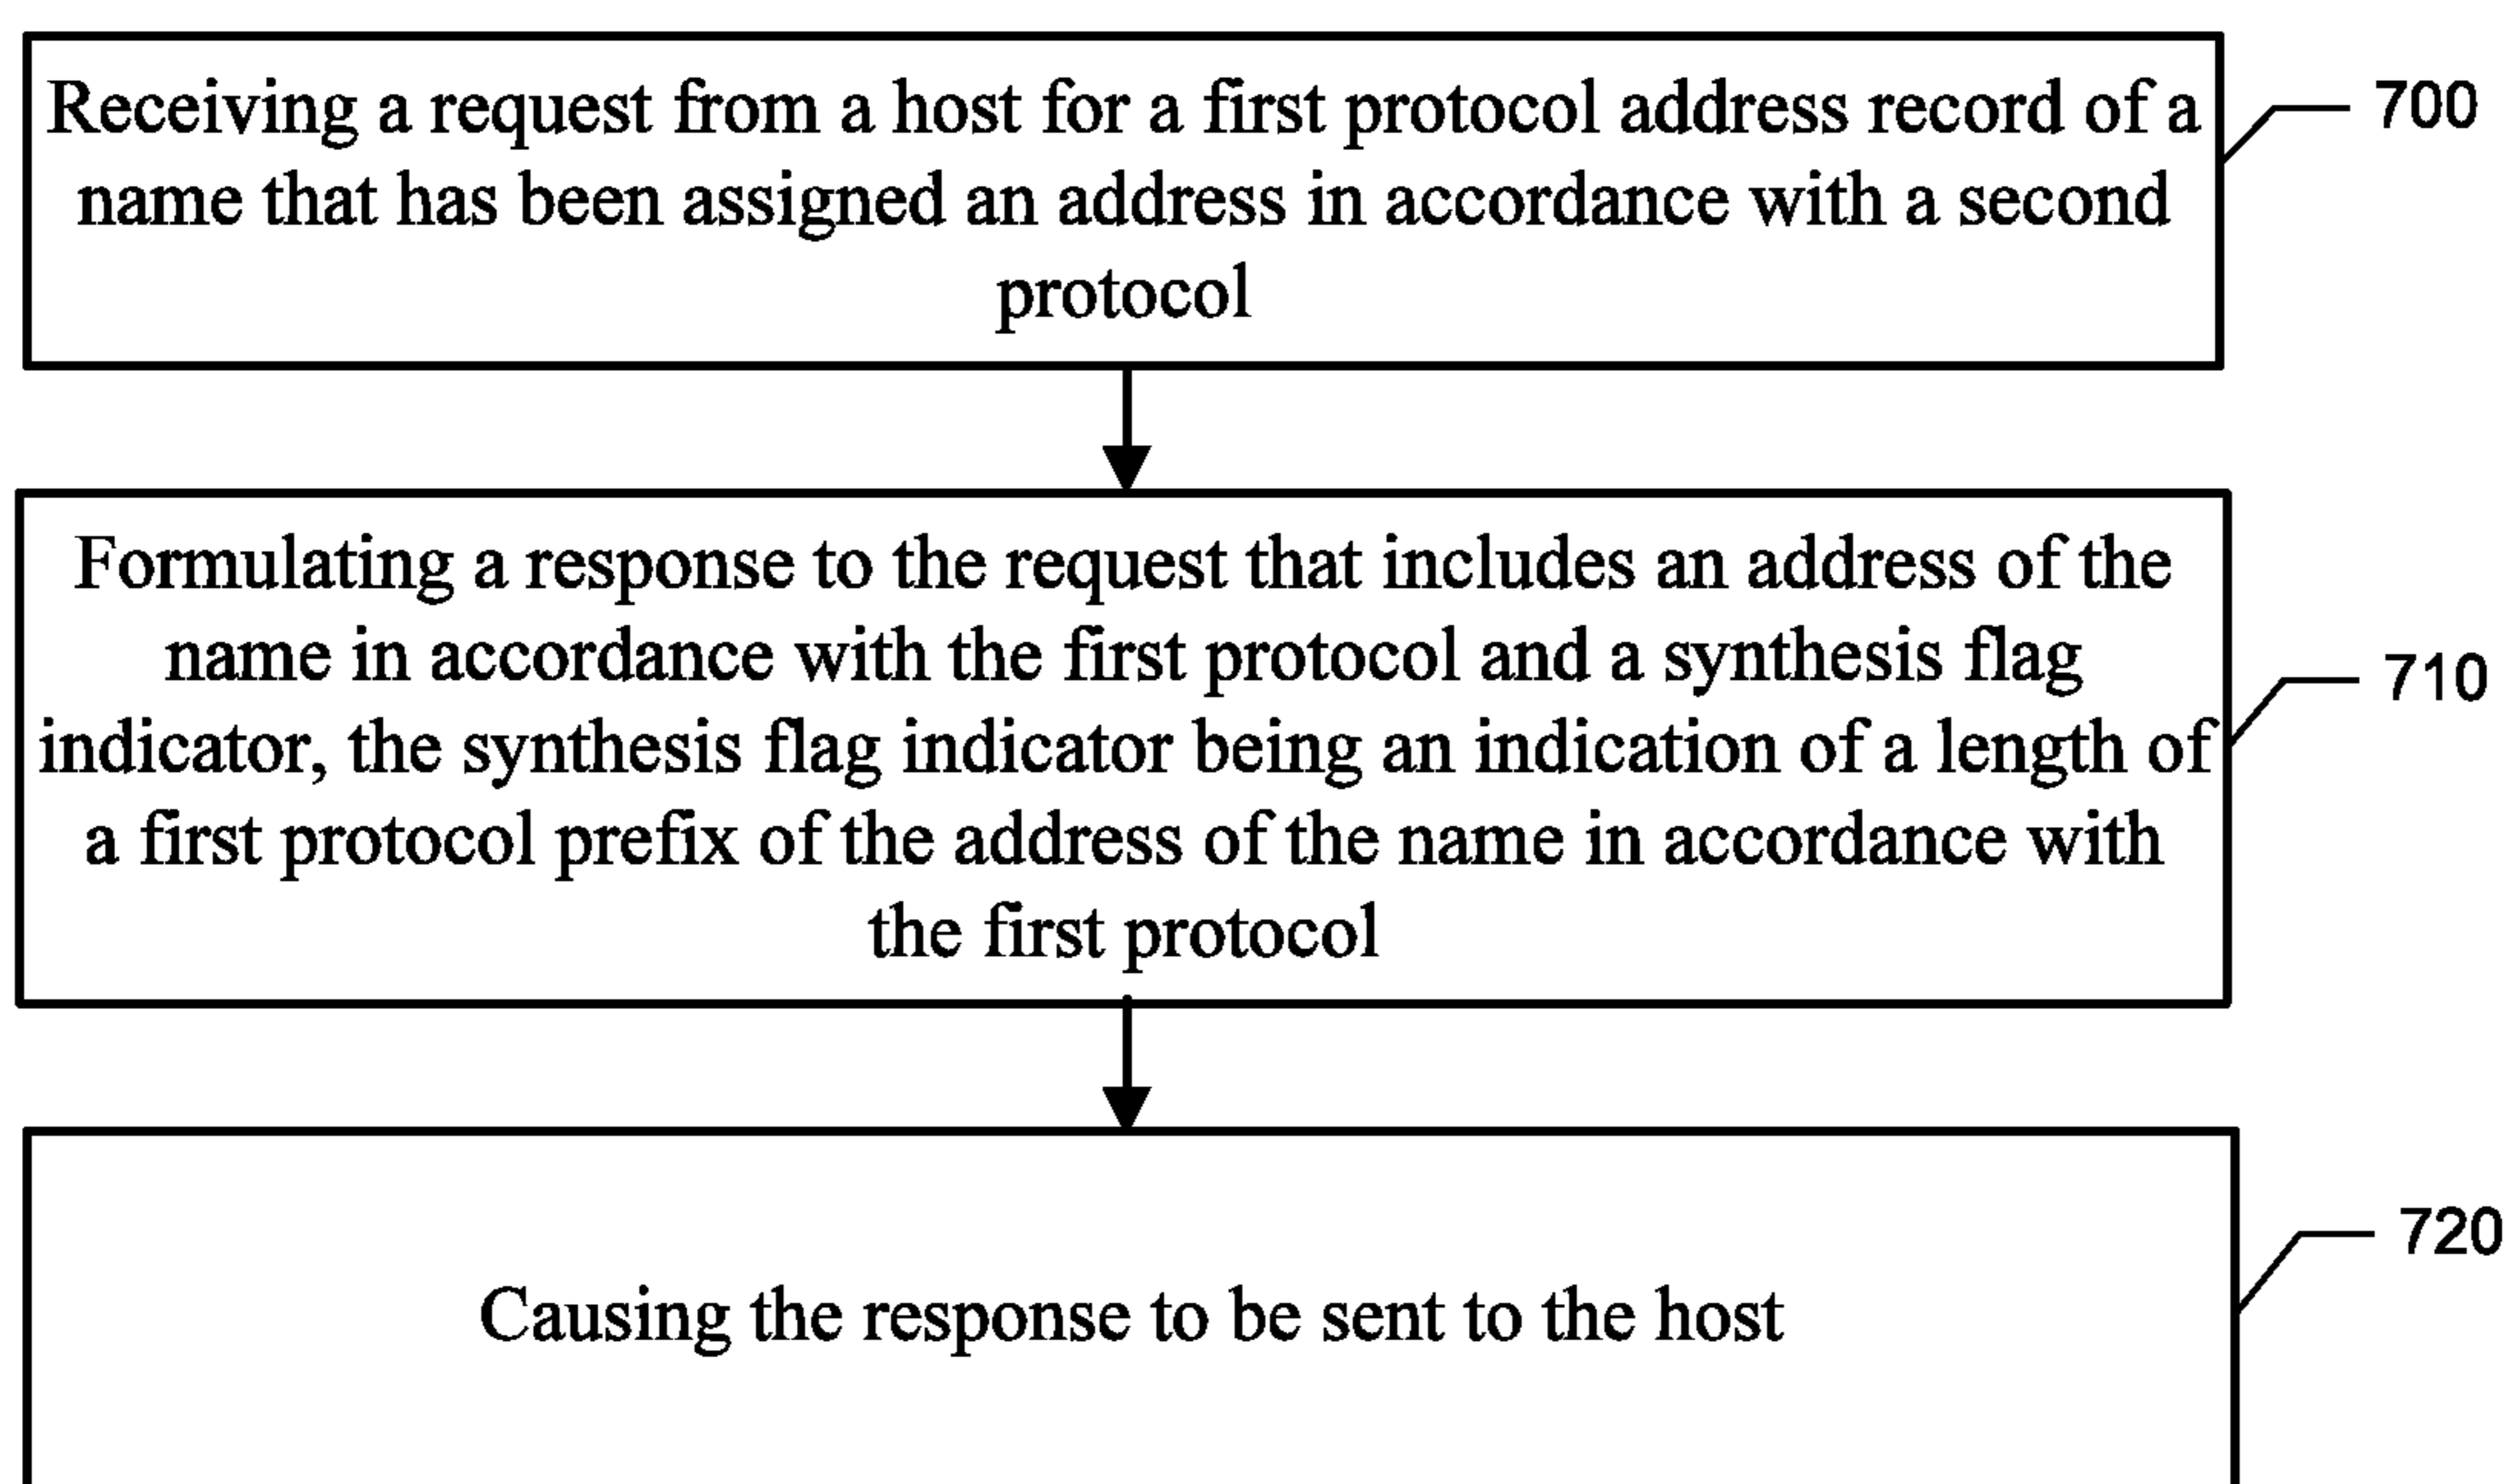 Receiving a request from a host for a first protocol address record of a
name that has been assigned an address in accordance with a second
protocol
700
Formulating a response to the request that includes an address of the
name in accordance with the first protocol and a synthesis flag
indicator, the synthesis flag indicator being an indication of a length of
a first protocol prefix of the address of the name in accordance with
the first protocol
710
Causing the response to be sent to the host
720